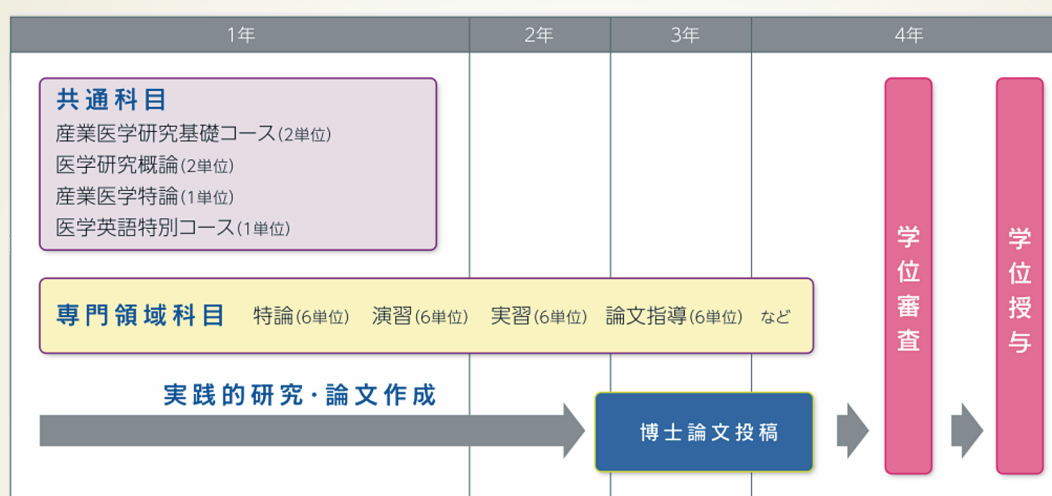 1年 2年 3年 4年
共通科目
産業医学研究基礎コース(2単位)
医学研究概論(2単位)
産業医学特論(1単位)
医学英語特別コース(1単位)
専門領域科目 特論(6単位) 演習(6単位) 実習(6単位) 論文指導(6単位) など
実践的研究・論文作成
博士論文投稿
学位審査
学位授与